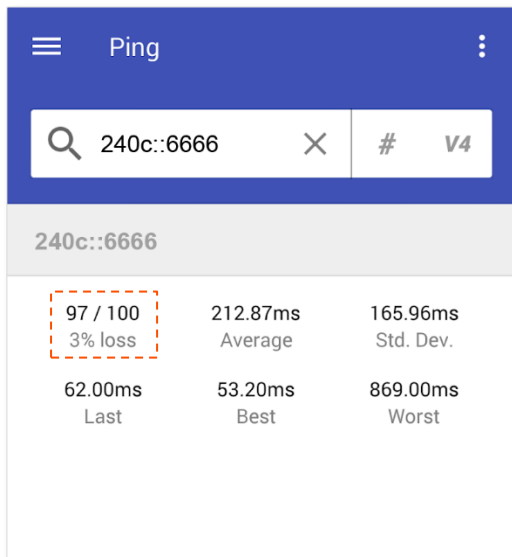 Ping
240c::6666 # V4
240c::6666
97 / 100 212.87ms 165.96ms
3% loss Average Std. Dev.
62.00ms 53.20ms 869.00ms
Last Best Worst